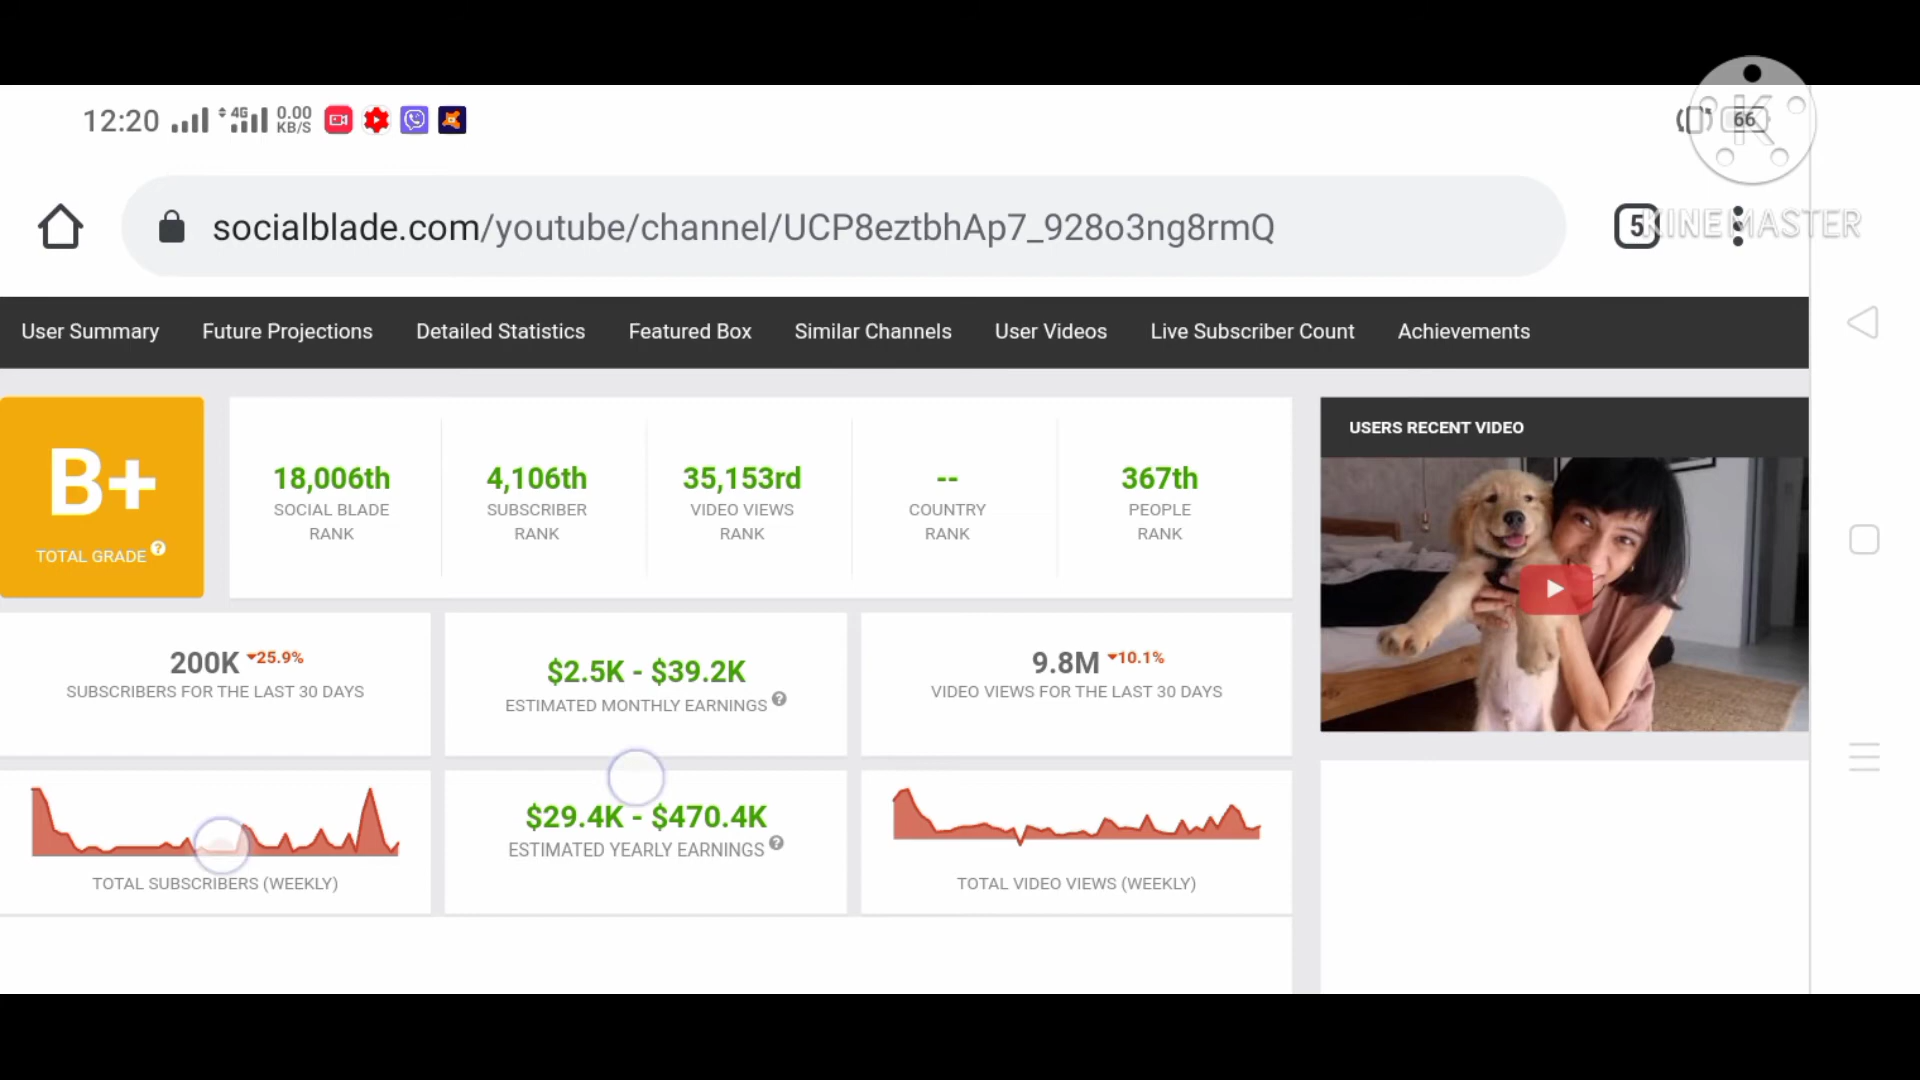 12:20 4G 0.00 KB/S 66
socialblade.com/youtube/channel/UCP8eztbhAp7_928o3ng8rmQ 5
KINEMASTER
User Summary Future Projections Detailed Statistics Featured Box Similar Channels User Videos Live Subscriber Count Achievements
B+
TOTAL GRADE ?
18,006th
SOCIAL BLADE
RANK
4,106th
SUBSCRIBER
RANK
35,153rd
VIDEO VIEWS
RANK
--
COUNTRY
RANK
367th
PEOPLE
RANK
USERS RECENT VIDEO
200K 25.9%
SUBSCRIBERS FOR THE LAST 30 DAYS
$2.5K - $39.2K
ESTIMATED MONTHLY EARNINGS ?
9.8M 10.1%
VIDEO VIEWS FOR THE LAST 30 DAYS
TOTAL SUBSCRIBERS (WEEKLY)
$29.4K - $470.4K
ESTIMATED YEARLY EARNINGS ?
TOTAL VIDEO VIEWS (WEEKLY)